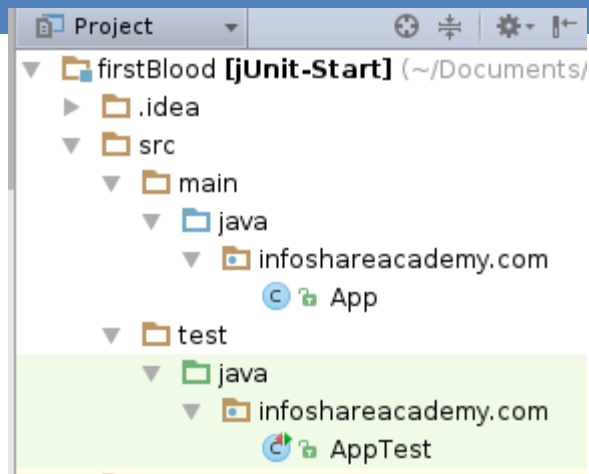 Project
firstBlood [jUnit-Start] (~/Documents/
.idea
src
main
java
infoshareacademy.com
App
test
java
infoshareacademy.com
AppTest